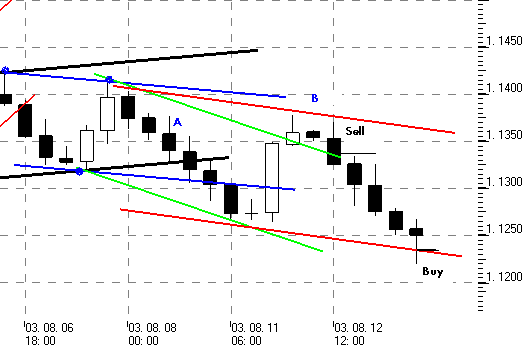 1.1450
1.1400
B
A
Sell
1.1350
1.1300
1.1250
Buy
1.1200
03. 08. 06 03. 08. 08 03. 08. 11 03. 08. 12
18: 00 00: 00 06: 00 12: 00